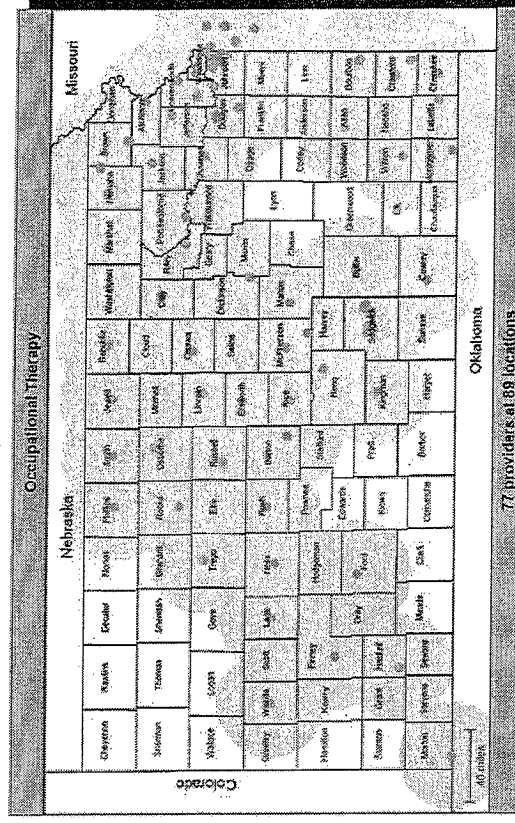 Occupational Therapy
Nebraska
Missouri
Colorado
Oklahoma
Cheyenne
Rawlins
Decatur
Norton
Phillips
Smith
Jewell
Republic
Washington
Marshall
Nemaha
Brown
Doniphan
Sherman
Thomas
Sheridan
Graham
Rooks
Osborne
Mitchell
Cloud
Clay
Riley
Pottawatomie
Jackson
Atchison
Jefferson
Leavenworth
Wallace
Logan
Gove
Trego
Ellis
Russell
Lincoln
Ottawa
Saline
Dickinson
Geary
Morris
Wabaunsee
Shawnee
Douglas
Johnson
Greeley
Wichita
Scott
Lane
Ness
Rush
Barton
Ellsworth
Rice
McPherson
Marion
Chase
Lyon
Osage
Franklin
Miami
Coffey
Anderson
Linn
Hamilton
Kearny
Finney
Hodgeman
Pawnee
Stafford
Reno
Harvey
Sedgwick
Butler
Greenwood
Woodson
Allen
Bourbon
Stanton
Grant
Haskell
Gray
Ford
Edwards
Kiowa
Pratt
Kingman
Elk
Wilson
Neosho
Crawford
Morton
Stevens
Seward
Meade
Clark
Comanche
Barber
Harper
Sumner
Cowley
Chautauqua
Montgomery
Labette
Cherokee
40 miles
77 providers at 89 locations